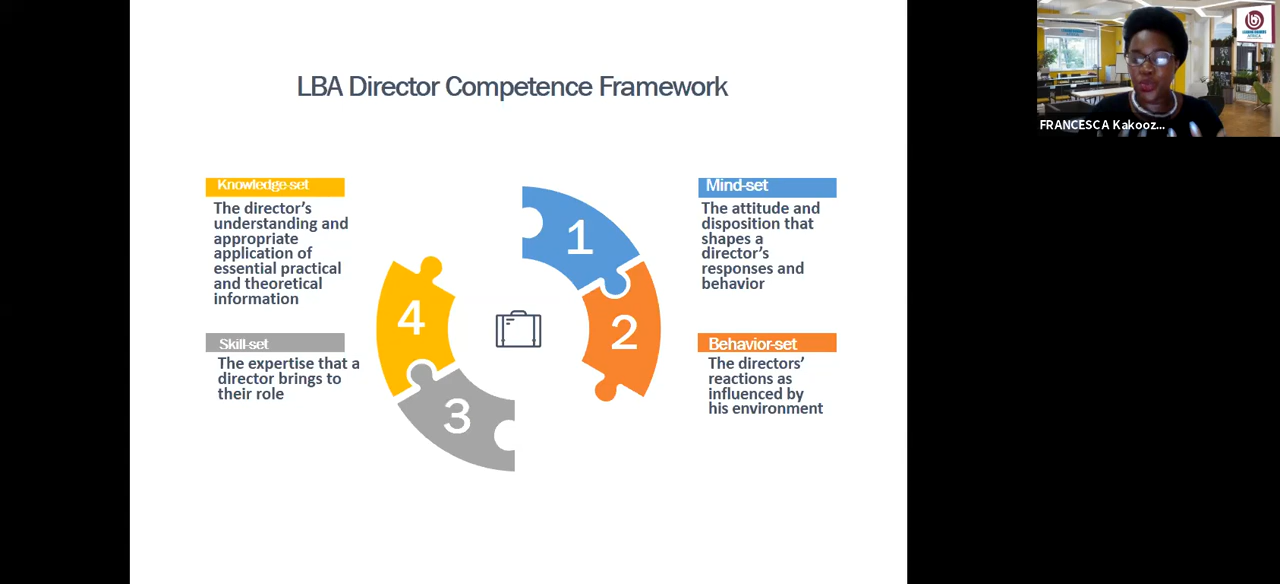 LBA Director Competence Framework
Knowledge-set
The director's
understanding and
appropriate
application of
essential practical
and theoretical
information
Skill-set
The expertise that a
director brings to
their role
1
2
3
4
Mind-set
The attitude and
disposition that
shapes a
director's
responses and
behavior
Behavior-set
The directors'
reactions as
influenced by
his environment
FRANCESCA Kakooz...